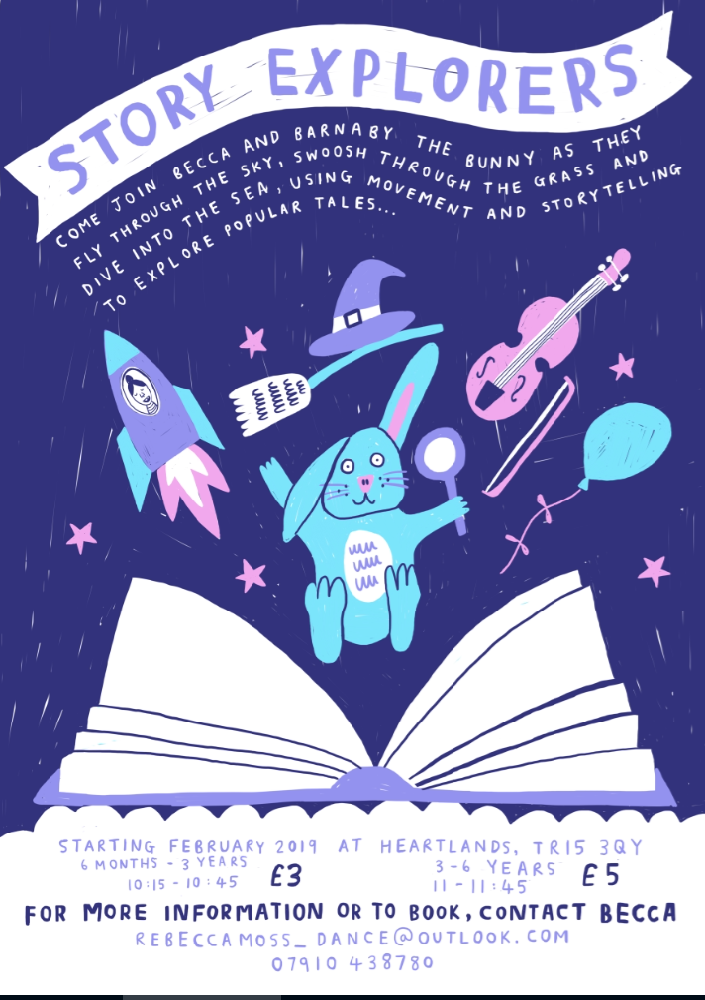 STORY EXPLORERS
COME JOIN BECCA AND BARNABY THE BUNNY AS THEY
FLY THROUGH THE SKY, SWOOSH THROUGH THE GRASS AND
DIVE INTO THE SEA, USING MOVEMENT AND STORYTELLING
TO EXPLORE POPULAR TALES...
STARTING FEBRUARY 2019 AT HEARTLANDS, TR15 3QY
6 MONTHS - 3 YEARS
10:15 - 10:45
£3
3-6 YEARS
11 - 11:45
£5
FOR MORE INFORMATION OR TO BOOK, CONTACT BECCA
REBECCAMOSS_DANCE@OUTLOOK.COM
07910 438780